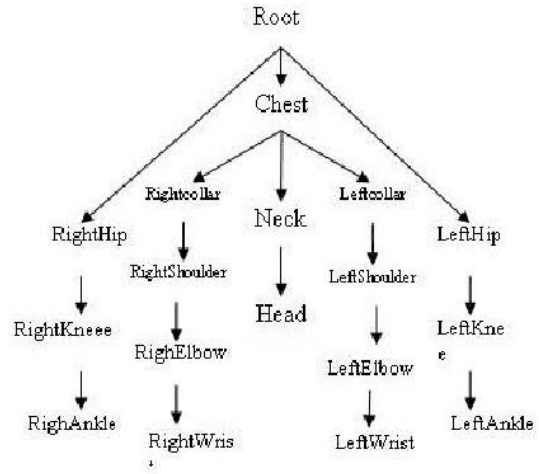 Root
Chest
Rightcollar
Leftcollar
Neck
RightHip
LeftHip
RightShoulder
LeftShoulder
Head
RightKneee
LeftKne
e
RighElbow
LeftElbow
RighAnkle
LeftAnkle
RightWris
LeftWrist